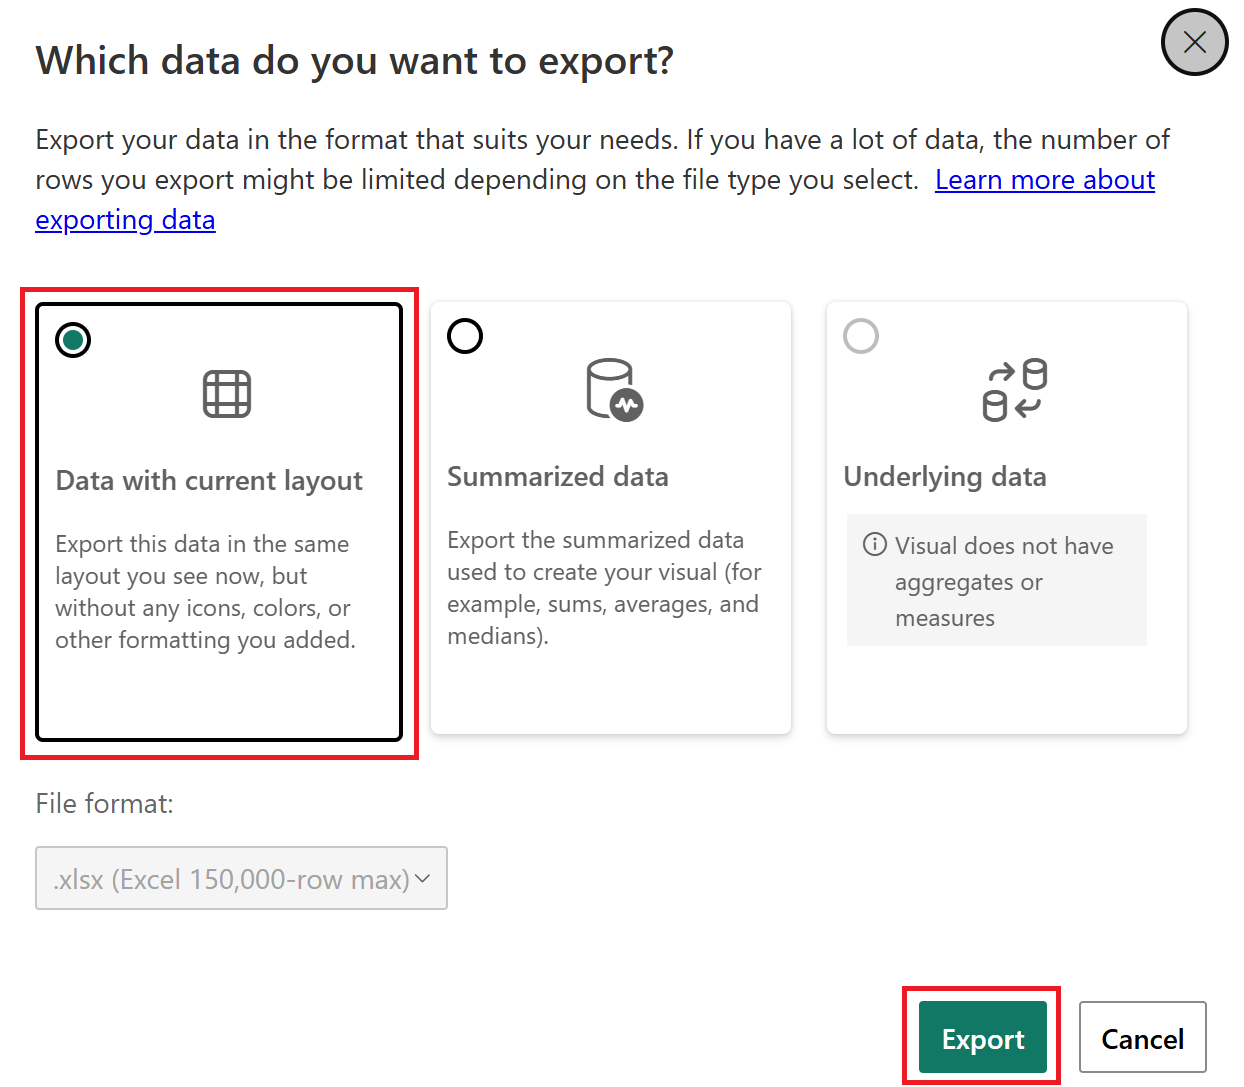 Which data do you want to export?
Export your data in the format that suits your needs. If you have a lot of data, the number of
rows you export might be limited depending on the file type you select. Learn more about
exporting data
Data with current layout
Export this data in the same
layout you see now, but
without any icons, colors, or
other formatting you added.
Summarized data
Export the summarized data
used to create your visual (for
example, sums, averages, and
medians).
Underlying data
Visual does not have
aggregates or
measures
File format:
.xlsx (Excel 150,000-row max)
Export
Cancel